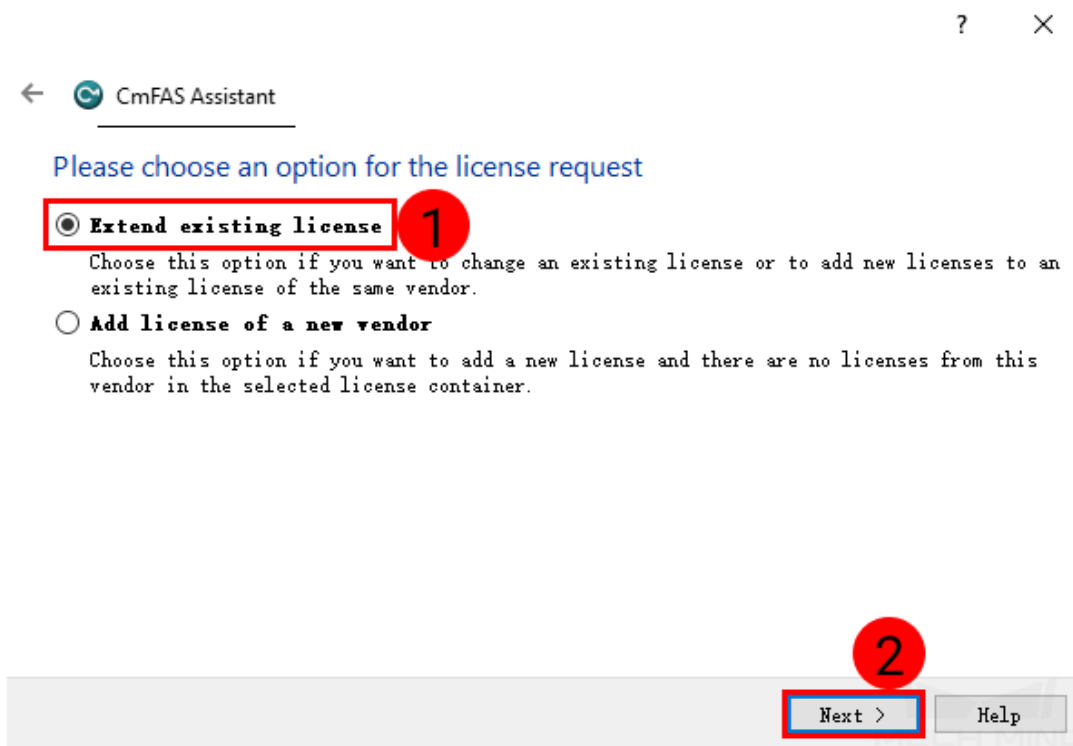 ?
CmFAS Assistant
Please choose an option for the license request
Extend existing license
1
Choose this option if you want to change an existing license or to add new licenses to an
existing license of the same vendor.
Add license of a new vendor
Choose this option if you want to add a new license and there are no licenses from this
vendor in the selected license container.
2
Next >
Help